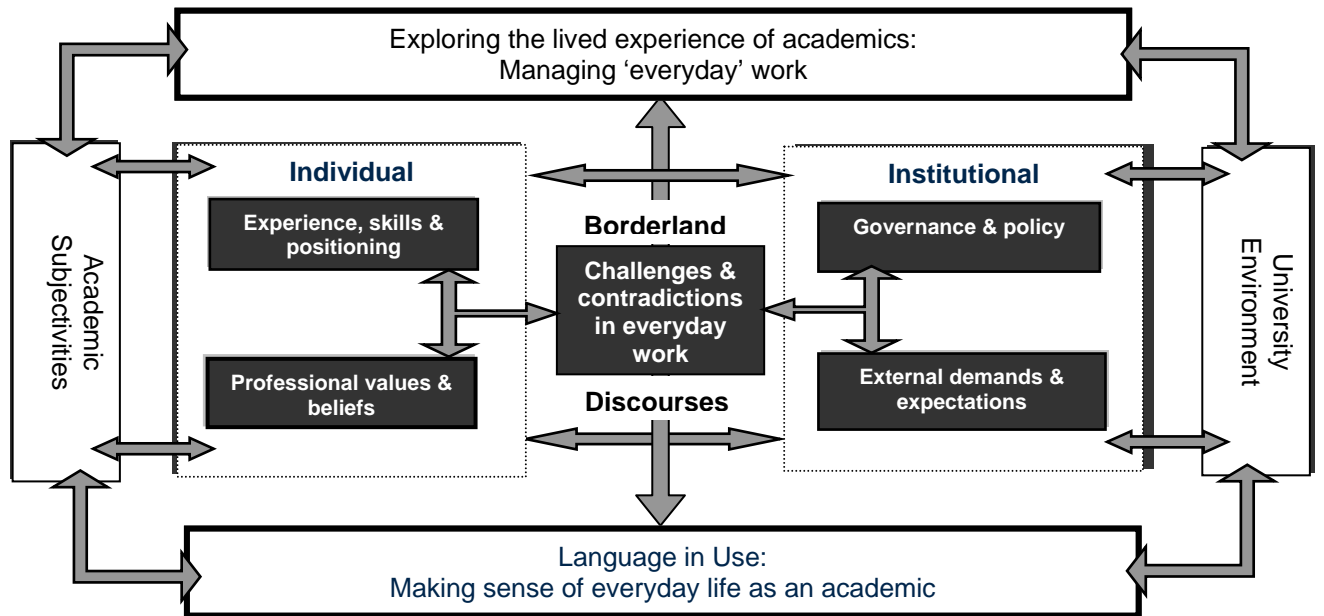 Exploring the lived experience of academics:
Managing ‘everyday’ work
Academic
Subjectivities
Individual
Experience, skills &
positioning
Professional values &
beliefs
Borderland
Challenges &
contradictions
in everyday
work
Discourses
Institutional
Governance & policy
External demands &
expectations
University
Environment
Language in Use:
Making sense of everyday life as an academic